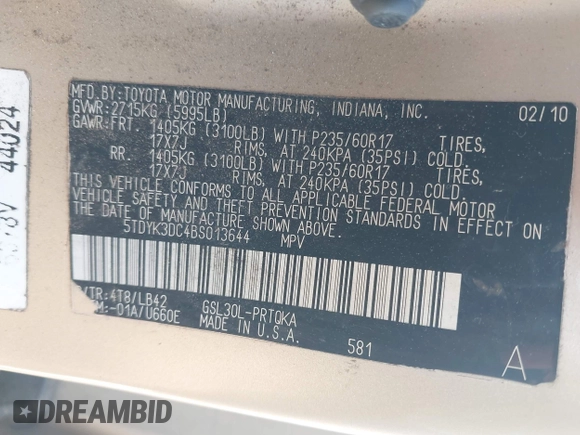 MFD.BY:TOYOTA MOTOR MANUFACTURING, INDIANA, INC. 02/10
GVWR:2715KG (5995LB)
GAWR:FRT. 1405KG (3100LB) WITH P235/60R17 TIRES,
17X7J RIMS, AT 240KPA (35PSI) COLD.
RR. 1405KG (3100LB) WITH P235/60R17 TIRES,
17X7J RIMS, AT 240KPA (35PSI) COLD.
THIS VEHICLE CONFORMS TO ALL APPLICABLE FEDERAL MOTOR
VEHICLE SAFETY, BUMPER, AND THEFT PREVENTION STANDARDS IN EFFECT
ON THE DATE OF MANUFACTURE SHOWN ABOVE.
5TDYK3DC4BS013644 MPV
/TR:4T8/LB42
-01A/U660E GSL30L-PRTQKA
MADE IN U.S.A. 581 A
44024
DREAMBID